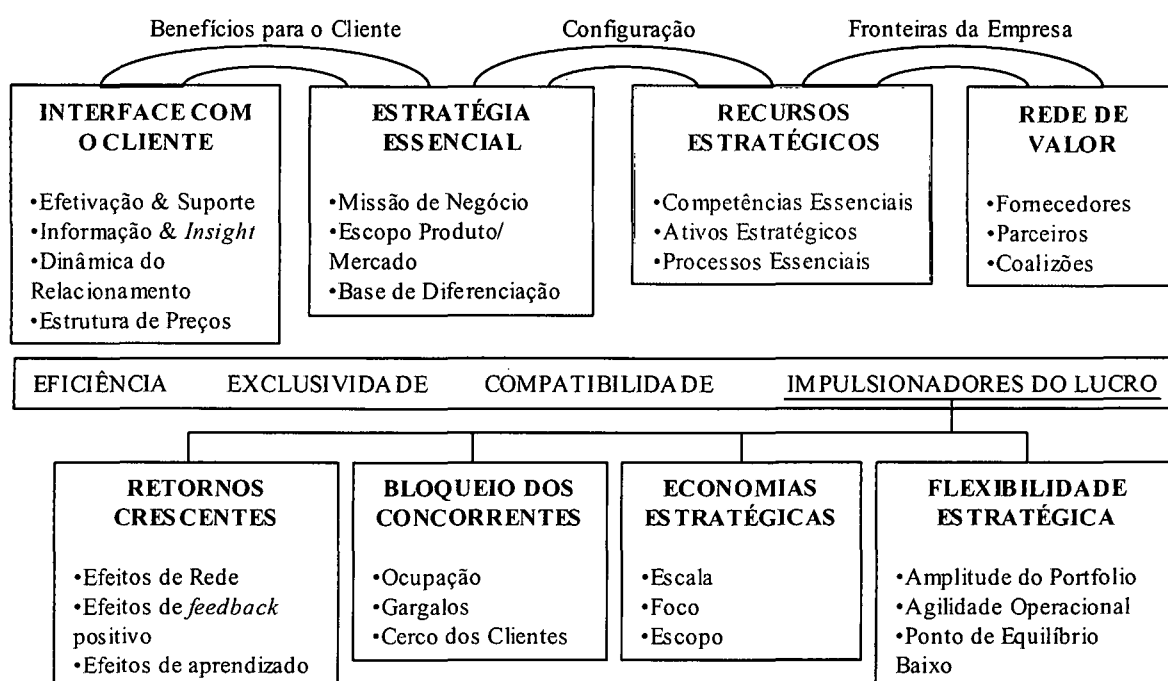 Benefícios para o Cliente
Configuração
Fronteiras da Empresa
INTERFACE COM
O CLIENTE
•Efetivação & Suporte
•Informação & Insight
•Dinâmica do
Relacionamento
•Estrutura de Preços
ESTRATÉGIA
ESSENCIAL
•Missão de Negócio
•Escopo Produto/
Mercado
•Base de Diferenciação
RECURSOS
ESTRATÉGICOS
•Competências Essenciais
•Ativos Estratégicos
•Processos Essenciais
REDE DE
VALOR
•Fornecedores
•Parceiros
•Coalizões
EFICIÊNCIA EXCLUSIVIDADE COMPATIBILIDADE IMPULSIONADORES DO LUCRO
RETORNOS
CRESCENTES
•Efeitos de Rede
•Efeitos de feedback
positivo
•Efeitos de aprendizado
BLOQUEIO DOS
CONCORRENTES
•Ocupação
•Gargalos
•Cerco dos Clientes
ECONOMIAS
ESTRATÉGICAS
•Escala
•Foco
•Escopo
FLEXIBILIDADE
ESTRATÉGICA
•Amplitude do Portfolio
•Agilidade Operacional
•Ponto de Equilíbrio
Baixo